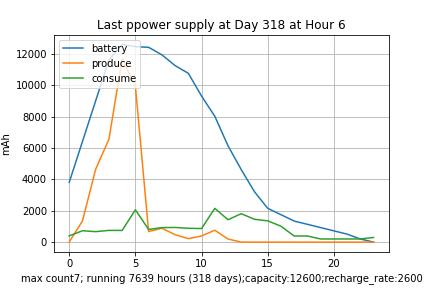 Last ppower supply at Day 318 at Hour 6
battery
produce
consume
mAh
12000
10000
8000
6000
4000
2000
0
0 5 10 15 20
max count7; running 7639 hours (318 days);capacity:12600;recharge_rate:2600